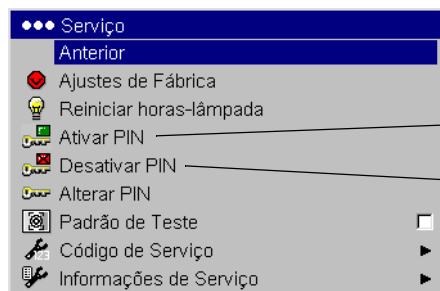 Serviço
Anterior
Ajustes de Fábrica
Reiniciar horas-lâmpada
Ativar PIN
Desativar PIN
Alterar PIN
Padrão de Teste
Código de Serviço
Informações de Serviço